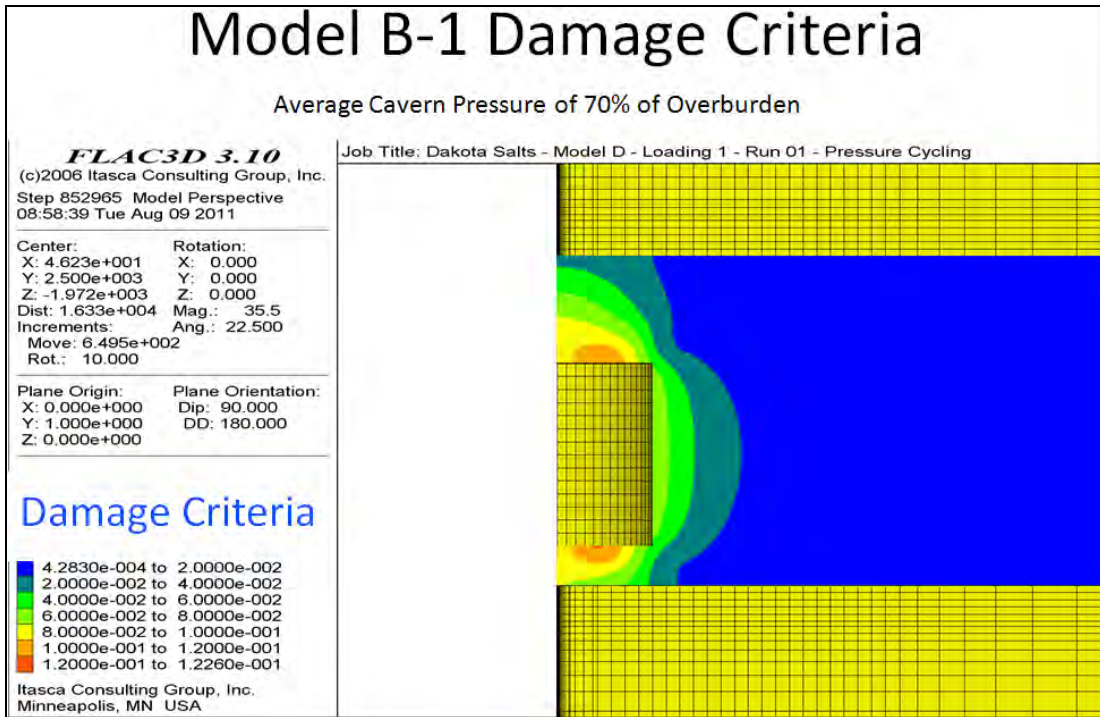 Model B-1 Damage Criteria
Average Cavern Pressure of 70% of Overburden
FLAC3D 3.10
(c)2006 Itasca Consulting Group, Inc.
Step 852965 Model Perspective
08:58:39 Tue Aug 09 2011
Center: Rotation:
X: 4.623e+001 X: 0.000
Y: 2.500e+003 Y: 0.000
Z: -1.972e+003 Z: 0.000
Dist: 1.633e+004 Mag.: 35.5
Increments: Ang.: 22.500
Move: 6.495e+002
Rot.: 10.000
Plane Origin: Plane Orientation:
X: 0.000e+000 Dip: 90.000
Y: 1.000e+000 DD: 180.000
Z: 0.000e+000
Damage Criteria
4.2830e-004 to 2.0000e-002
2.0000e-002 to 4.0000e-002
4.0000e-002 to 6.0000e-002
6.0000e-002 to 8.0000e-002
8.0000e-002 to 1.0000e-001
1.0000e-001 to 1.2000e-001
1.2000e-001 to 1.2260e-001
Itasca Consulting Group, Inc.
Minneapolis, MN USA
Job Title: Dakota Salts - Model D - Loading 1 - Run 01 - Pressure Cycling